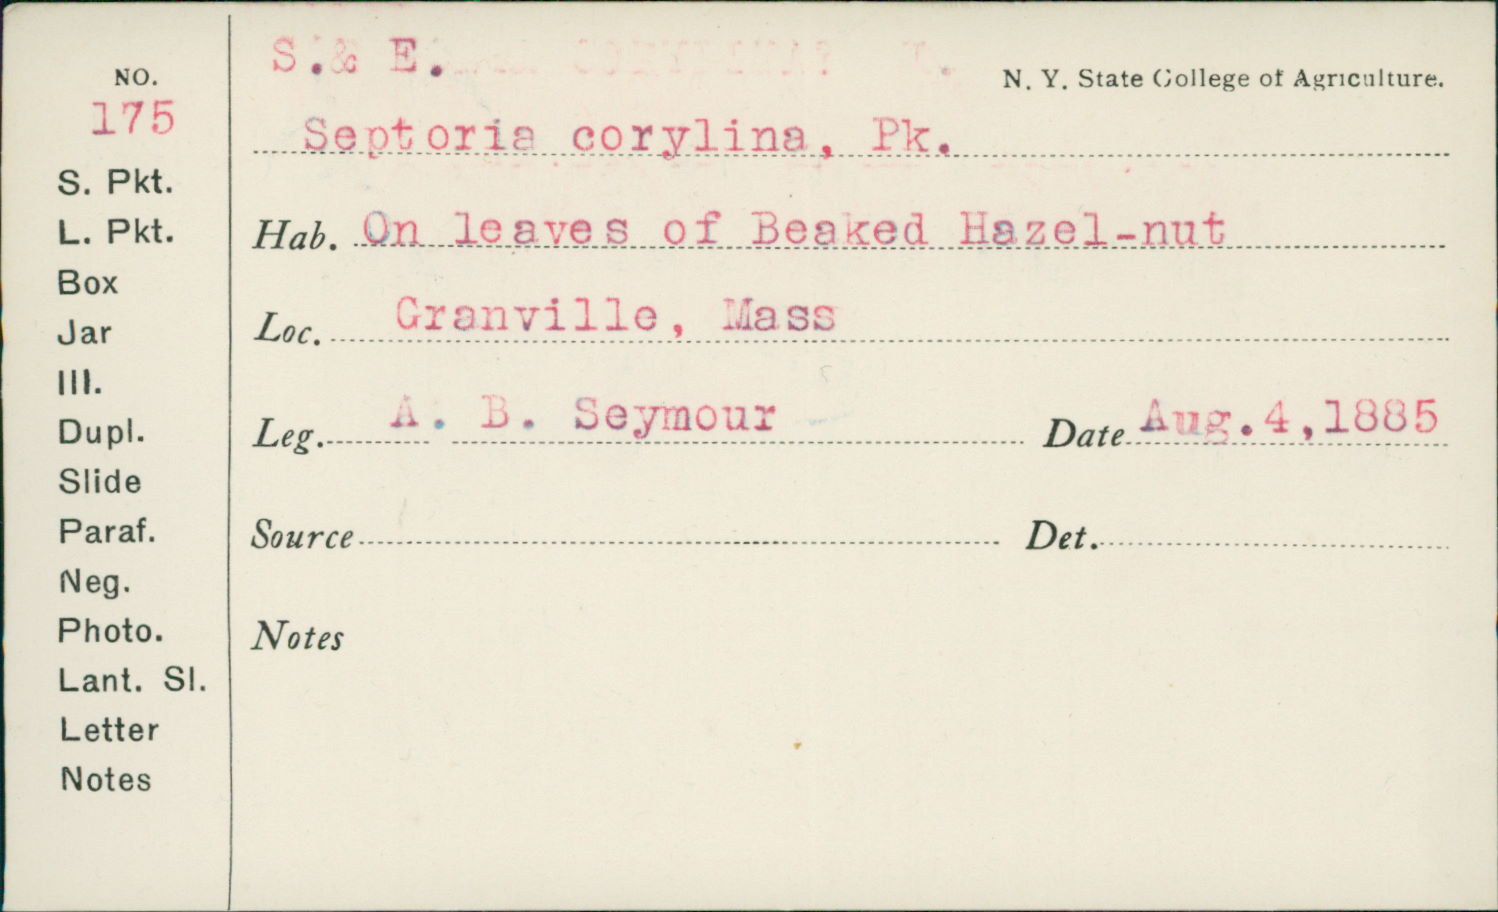 S.& E.
N. Y. State College of Agriculture.
NO.
175
Septoria corylina, Pk.
S. Pkt.
L. Pkt.
Hab. On leaves of Beaked Hazel-nut
Box
Jar
Loc. Granville, Mass
Ill.
Dupl.
Leg. A. B. Seymour Date Aug.4,1885
Slide
Paraf.
Source Det.
Neg.
Photo.
Notes
Lant. Sl.
Letter
Notes